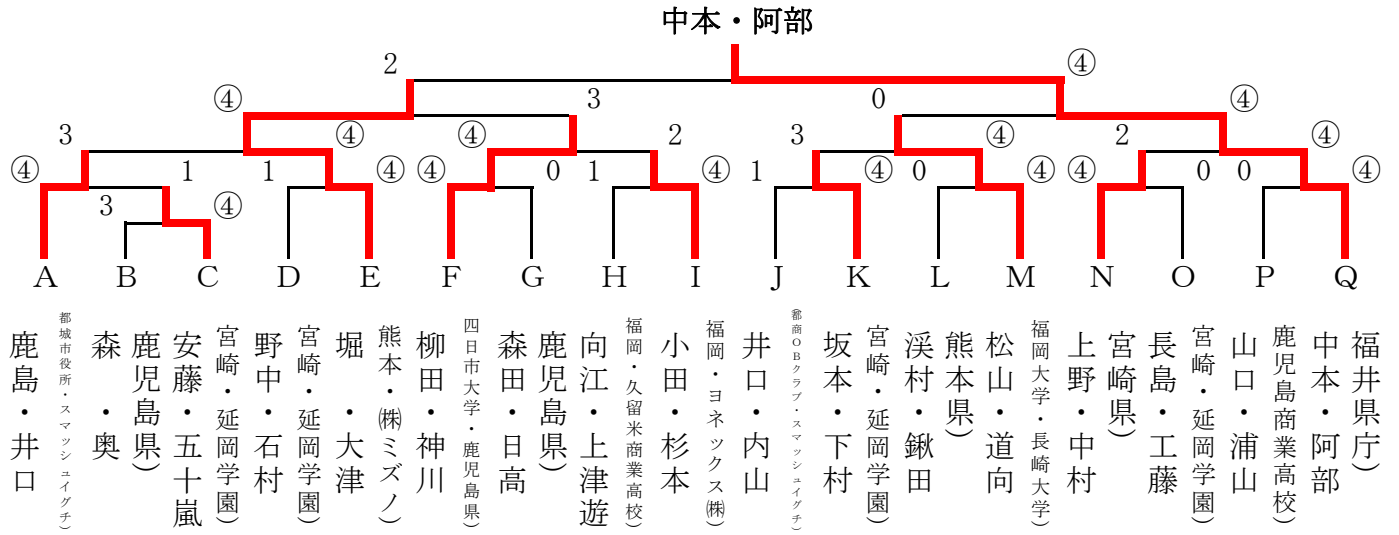 中本・阿部
2 ④
④ 3 0 ④
3 ④ ④ 2 3 ④ 2 ④
④ 1 1 ④ ④ 0 1 ④ 1 ④ 0 ④ ④ 0 0 ④
3 ④
A B C D E F G H I J K L M N O P Q
鹿島・井口
都城市役所・スマッシュイグチ)
森・奥
鹿児島県)
安藤・五十嵐
宮崎・延岡学園)
野中・石村
宮崎・延岡学園)
堀・大津
熊本・㈱ミズノ)
柳田・神川
四日市大学・鹿児島県)
森田・日高
鹿児島県)
向江・上津遊
福岡・久留米商業高校)
小田・杉本
福岡・ヨネックス㈱)
井口・内山
都商OBクラブ・スマッシュイグチ)
坂本・下村
宮崎・延岡学園)
渓村・鍬田
熊本県)
松山・道向
福岡大学・長崎大学)
上野・中村
宮崎県)
長島・工藤
宮崎・延岡学園)
山口・浦山
鹿児島商業高校)
中本・阿部
福井県庁)